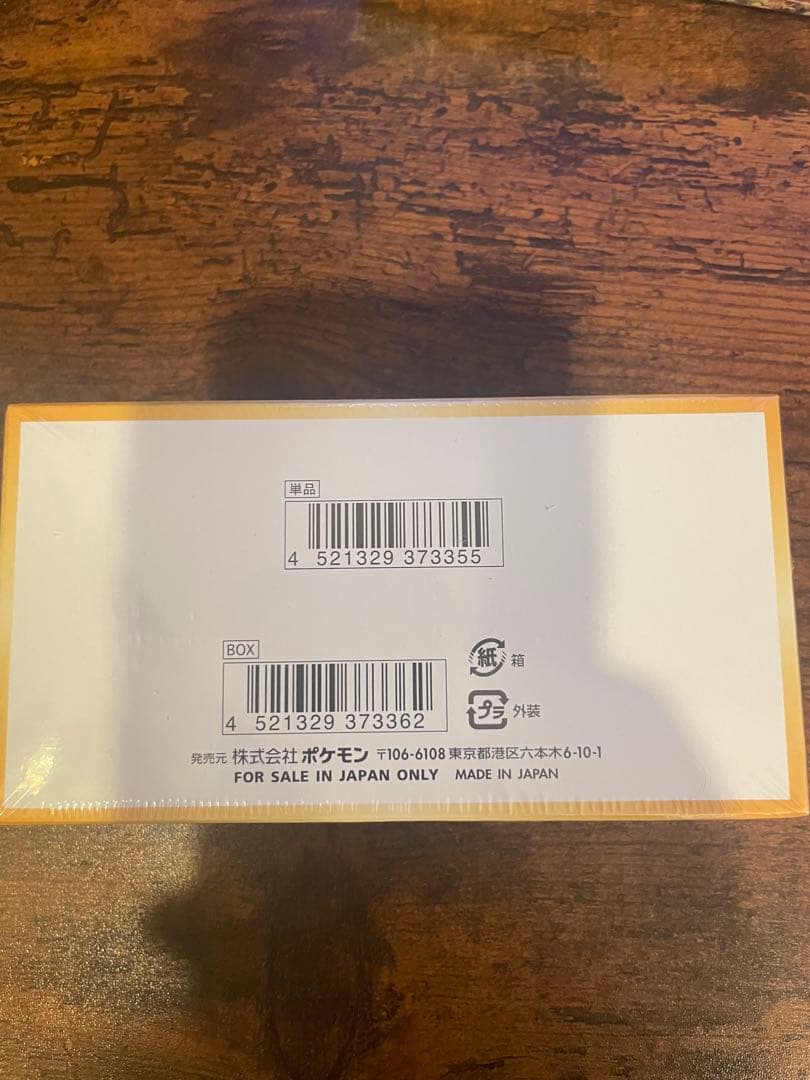 単品
4 521329 373355
BOX
4 521329 373362
紙 箱
プラ 外装
発売元 株式会社ポケモン 〒106-6108 東京都港区六本木6-10-1
FOR SALE IN JAPAN ONLY MADE IN JAPAN